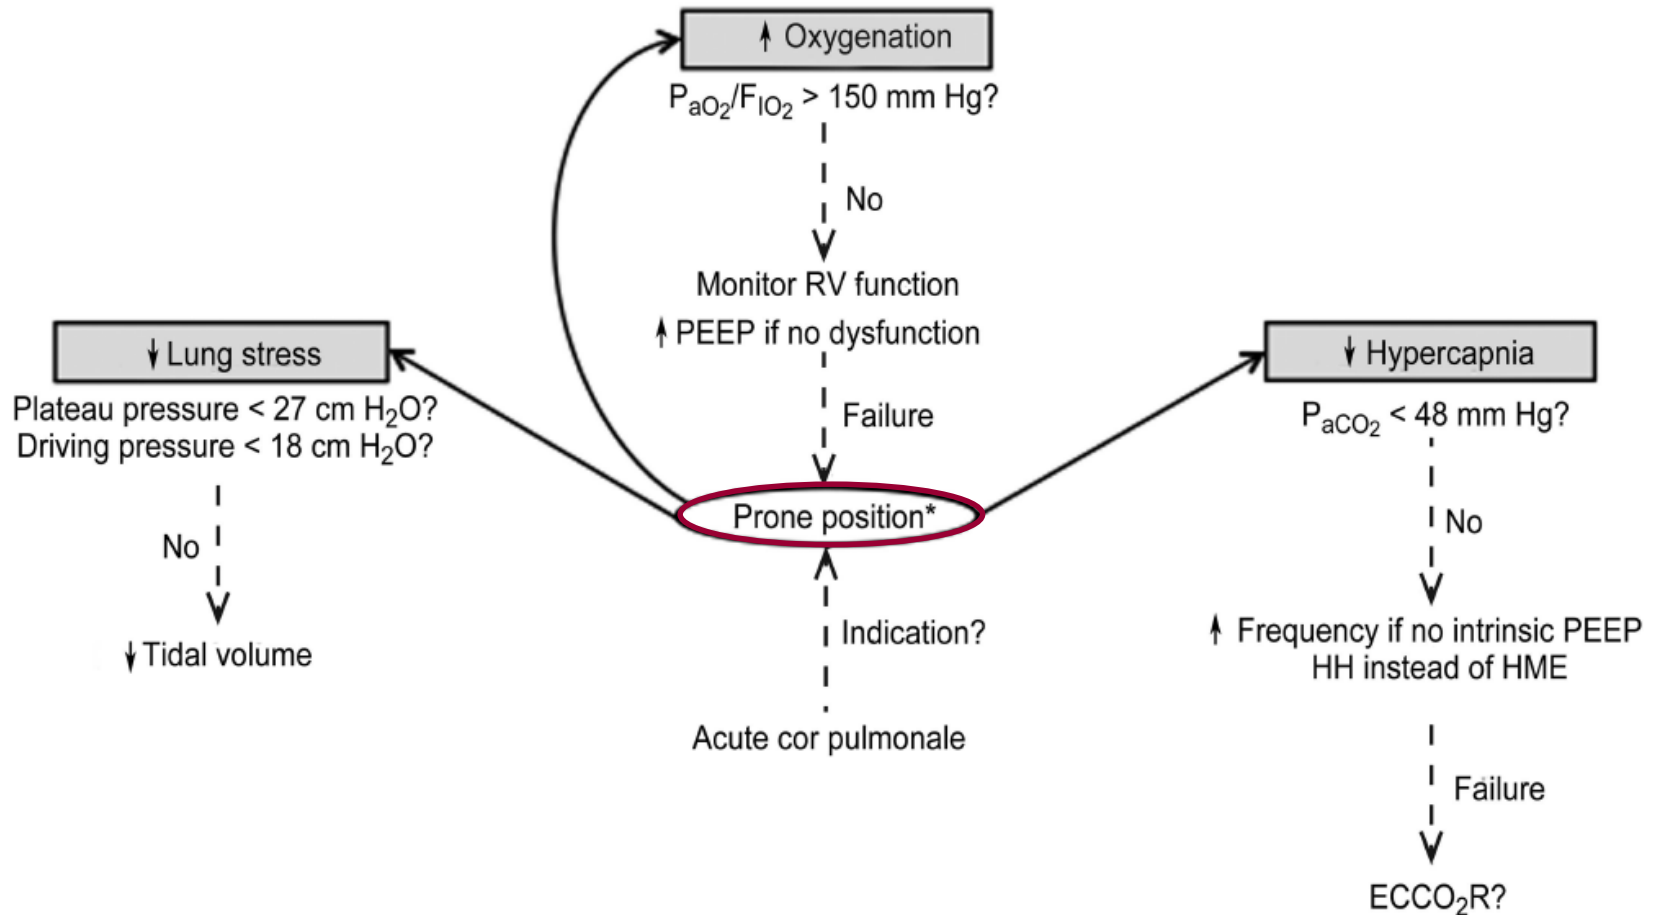 ↑ Oxygenation
PaO2/FIO2 > 150 mm Hg?
No
Monitor RV function
↑ PEEP if no dysfunction
Failure
Prone position*
Indication?
Acute cor pulmonale
↓ Lung stress
Plateau pressure < 27 cm H2O?
Driving pressure < 18 cm H2O?
No
↓ Tidal volume
↓ Hypercapnia
PaCO2 < 48 mm Hg?
No
↑ Frequency if no intrinsic PEEP
HH instead of HME
Failure
ECCO2R?